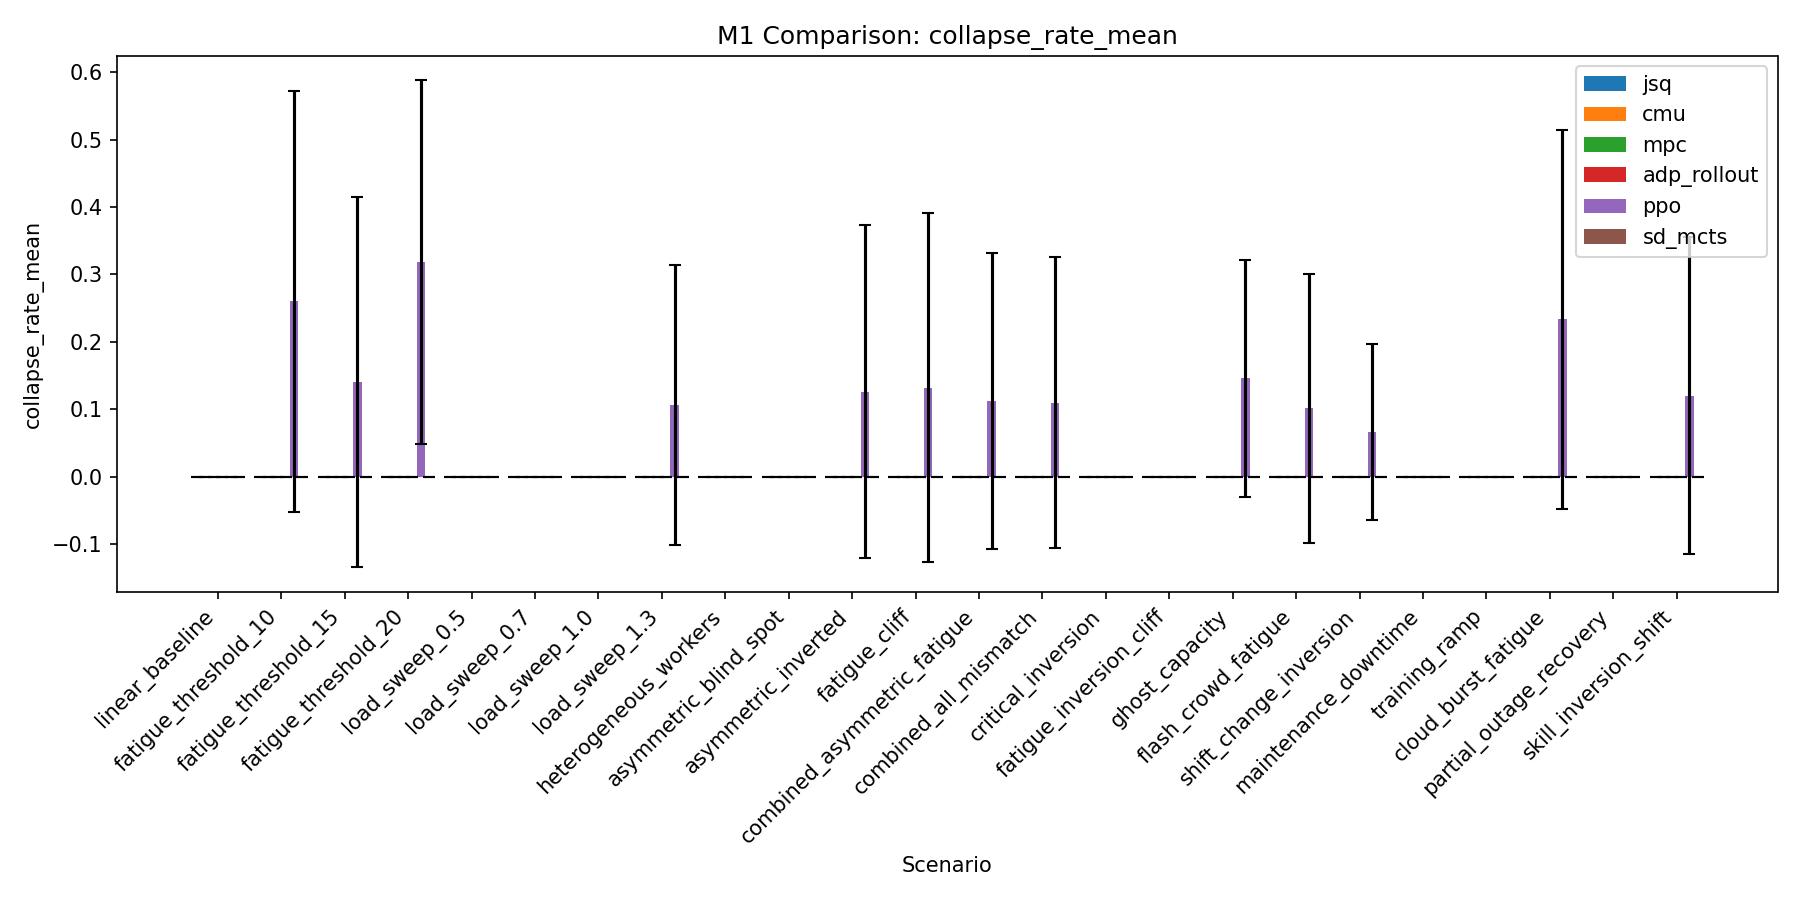 M1 Comparison: collapse_rate_mean
collapse_rate_mean
0.6
0.5
0.4
0.3
0.2
0.1
0.0
−0.1
jsq
cmu
mpc
adp_rollout
ppo
sd_mcts
linear_baseline
fatigue_threshold_10
fatigue_threshold_15
fatigue_threshold_20
load_sweep_0.5
load_sweep_0.7
load_sweep_1.0
load_sweep_1.3
heterogeneous_workers
asymmetric_blind_spot
asymmetric_inverted
fatigue_cliff
combined_asymmetric_fatigue
combined_all_mismatch
critical_inversion
fatigue_inversion_cliff
ghost_capacity
flash_crowd_fatigue
shift_change_inversion
maintenance_downtime
training_ramp
cloud_burst_fatigue
partial_outage_recovery
skill_inversion_shift
Scenario